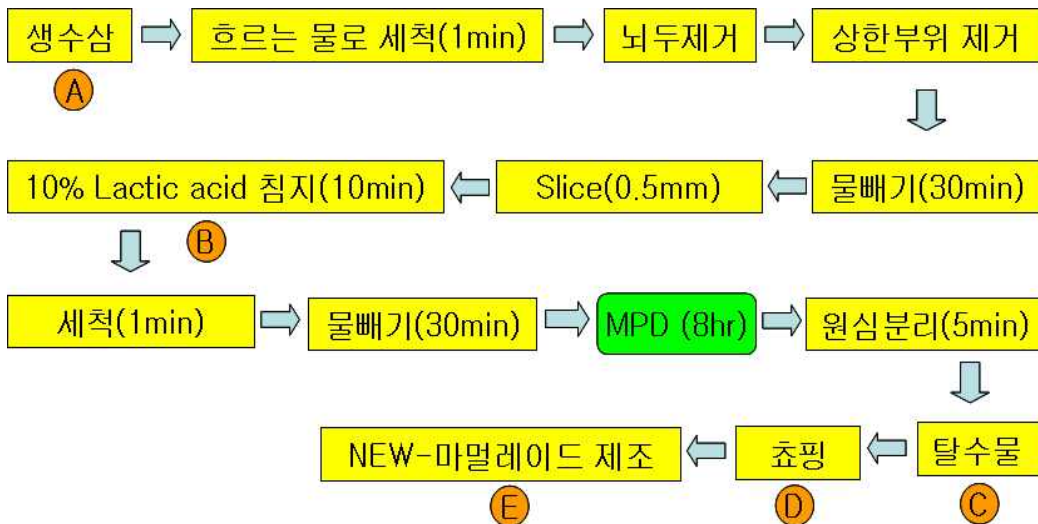 생수삼 흐르는 물로 세척(1min) 뇌두제거 상한부위 제거
A
10% Lactic acid 침지(10min) Slice(0.5mm) 물빼기(30min)
B
세척(1min) 물빼기(30min) MPD (8hr) 원심분리(5min)
NEW-마멀레이드 제조 쵸핑 탈수물
E D C